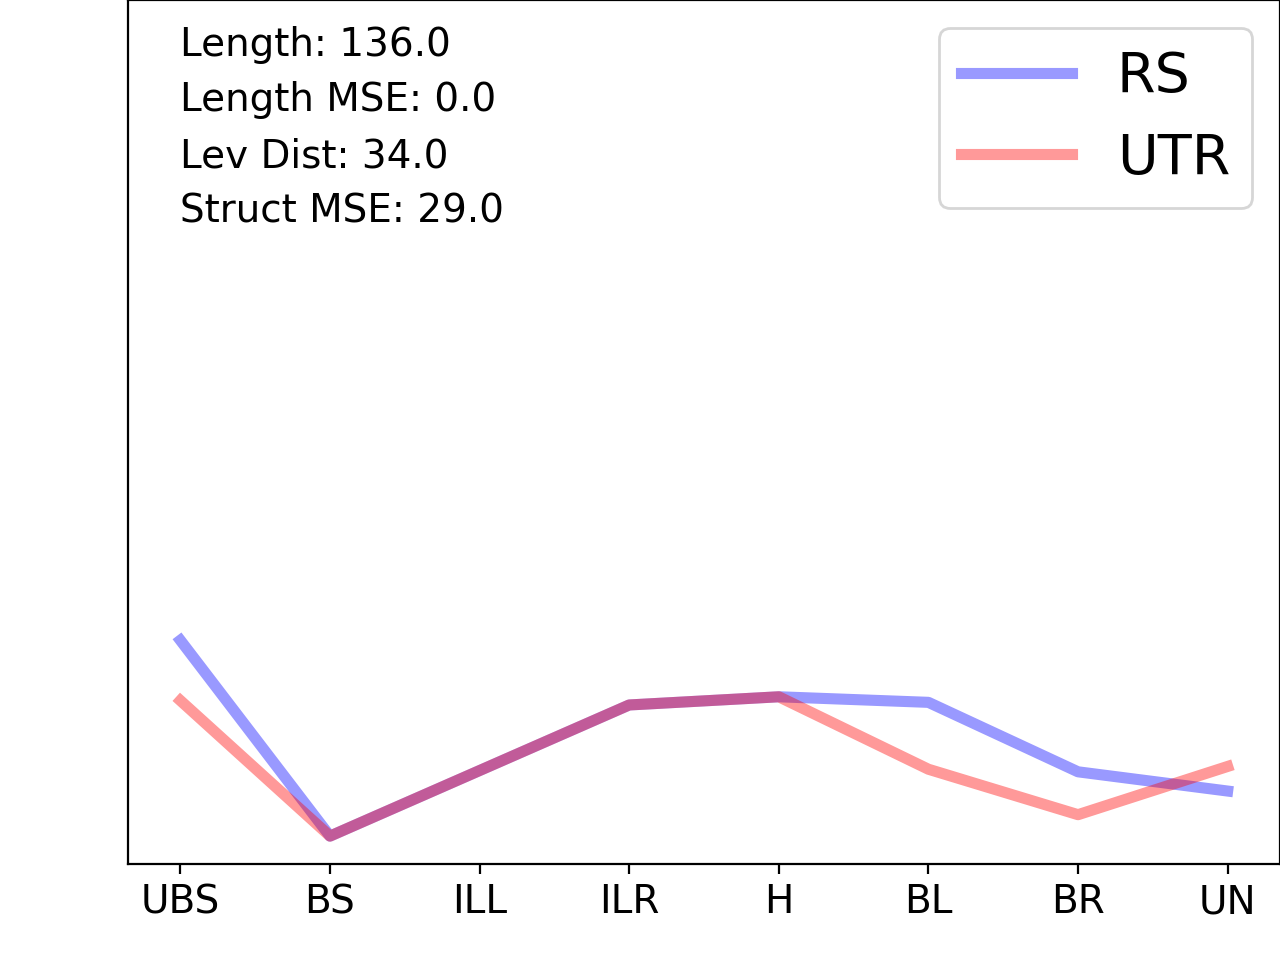 Length: 136.0
Length MSE: 0.0
Lev Dist: 34.0
Struct MSE: 29.0
RS
UTR
UBS BS ILL ILR H BL BR UN